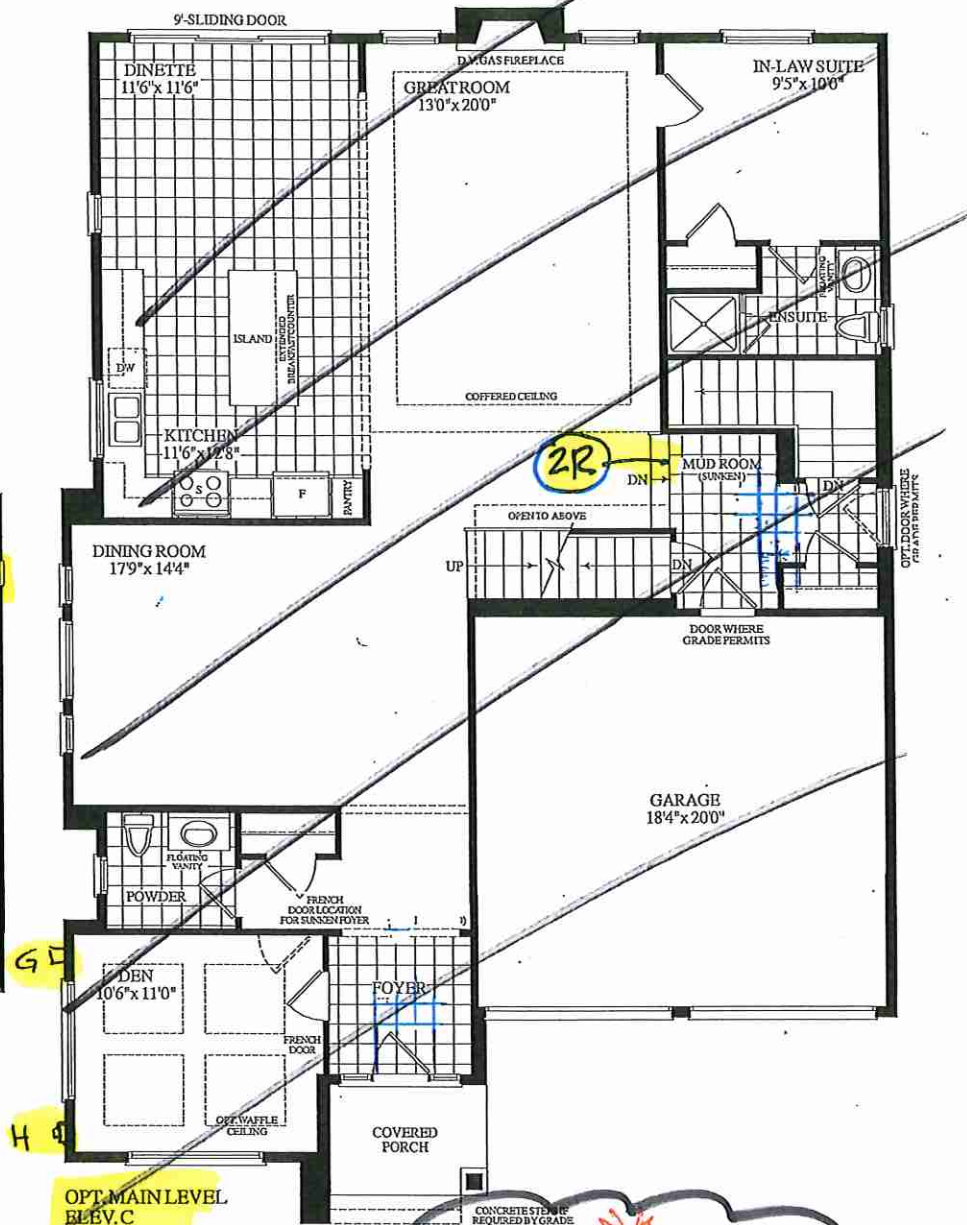 9'-SLIDING DOOR
DINETTE
11'6"x 11'6"
D.V. GAS FIREPLACE
GREAT ROOM
13'0"x 20'0"
IN-LAW SUITE
9'5"x 10'0"
FLOATING
VANITY
ENSUITE
ISLAND
EXTENDED
BREAKFAST COUNTER
DW
COFFERED CEILING
KITCHEN
11'6"x 12'8"
S
F
PANTRY
2R
MUD ROOM
(SUNKEN)
DN
DN
OPT. DOOR WHERE
GRADE PERMITS
OPEN TO ABOVE
UP
DN
DINING ROOM
17'9"x 14'4"
DOOR WHERE
GRADE PERMITS
GARAGE
18'4"x 20'0"
FLOATING
VANITY
POWDER
FRENCH
DOOR LOCATION
FOR SUNKEN FOYER
G
DEN
10'6"x 11'0"
FOYER
FRENCH
DOOR
OPT. WAFFLE
CEILING
H
COVERED
PORCH
OPT. MAIN LEVEL
ELEV. C
CONCRETE STEPS IF
REQUIRED BY GRADE